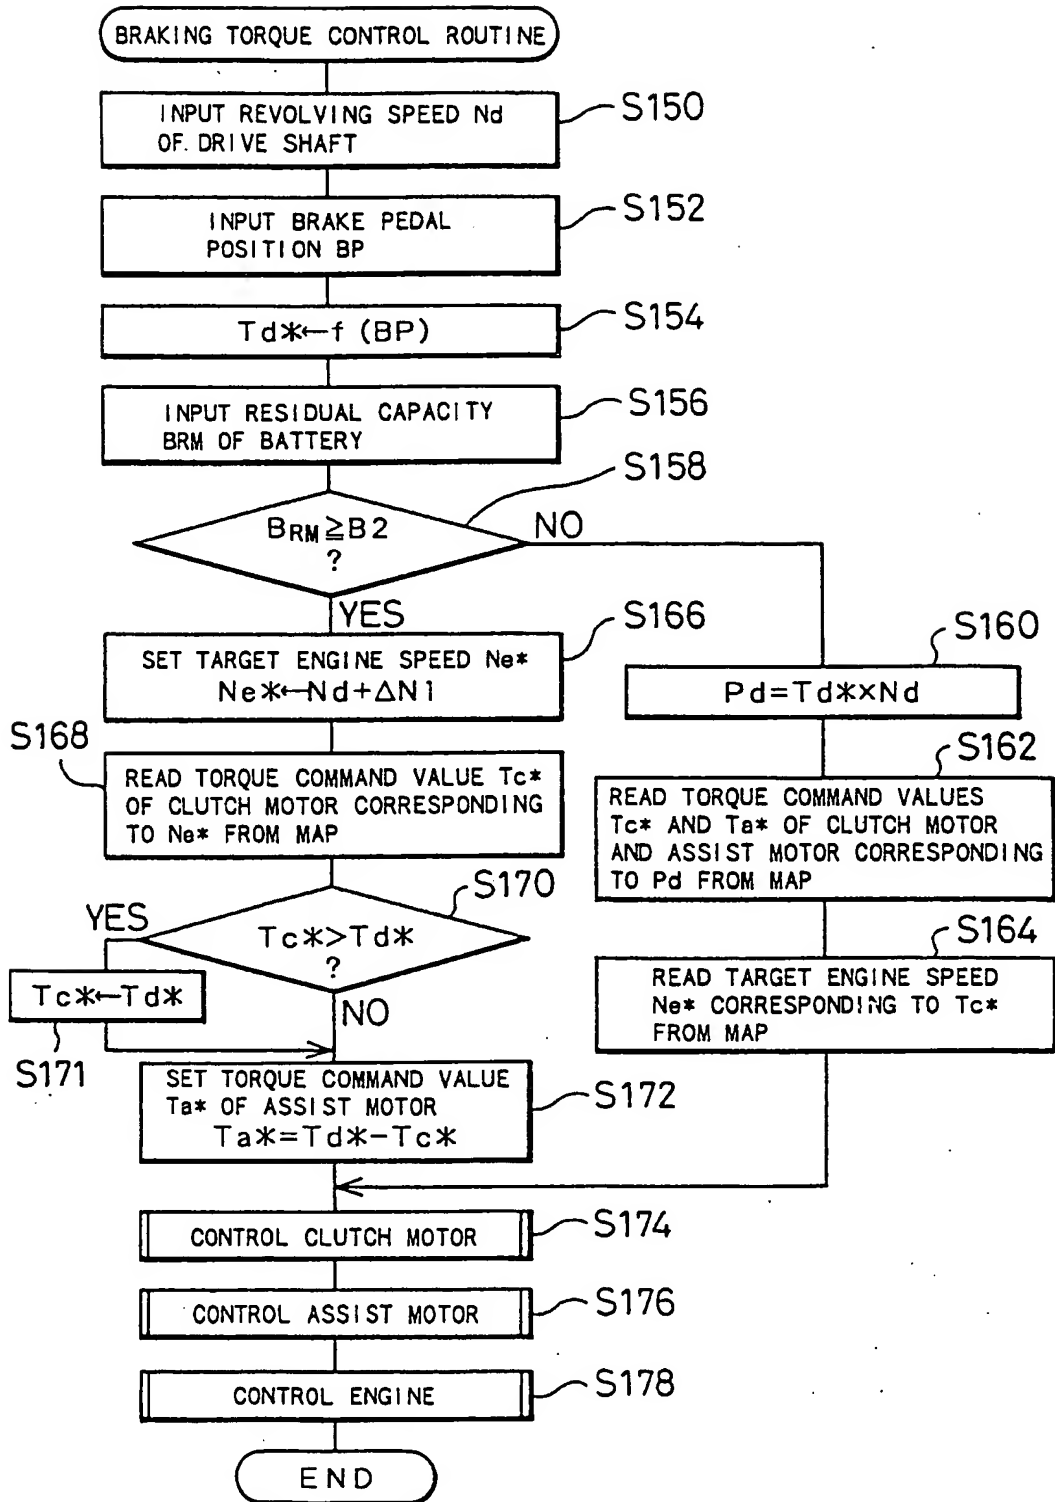 BRAKING TORQUE CONTROL ROUTINE
INPUT REVOLVING SPEED Nd
OF. DRIVE SHAFT
S150
INPUT BRAKE PEDAL
POSITION BP
S152
Td*←f (BP)
S154
INPUT RESIDUAL CAPACITY
BRM OF BATTERY
S156
S158
BRM≧B2
?
NO
YES
S166
SET TARGET ENGINE SPEED Ne*
Ne*←Nd+ΔN1
S160
Pd=Td*×Nd
S168
READ TORQUE COMMAND VALUE Tc*
OF CLUTCH MOTOR CORRESPONDING
TO Ne* FROM MAP
S162
READ TORQUE COMMAND VALUES
Tc* AND Ta* OF CLUTCH MOTOR
AND ASSIST MOTOR CORRESPONDING
TO Pd FROM MAP
S170
YES
Tc*>Td*
?
NO
S164
READ TARGET ENGINE SPEED
Ne* CORRESPONDING TO Tc*
FROM MAP
Tc*←Td*
S171
SET TORQUE COMMAND VALUE
Ta* OF ASSIST MOTOR
Ta*=Td*-Tc*
S172
CONTROL CLUTCH MOTOR
S174
CONTROL ASSIST MOTOR
S176
CONTROL ENGINE
S178
END